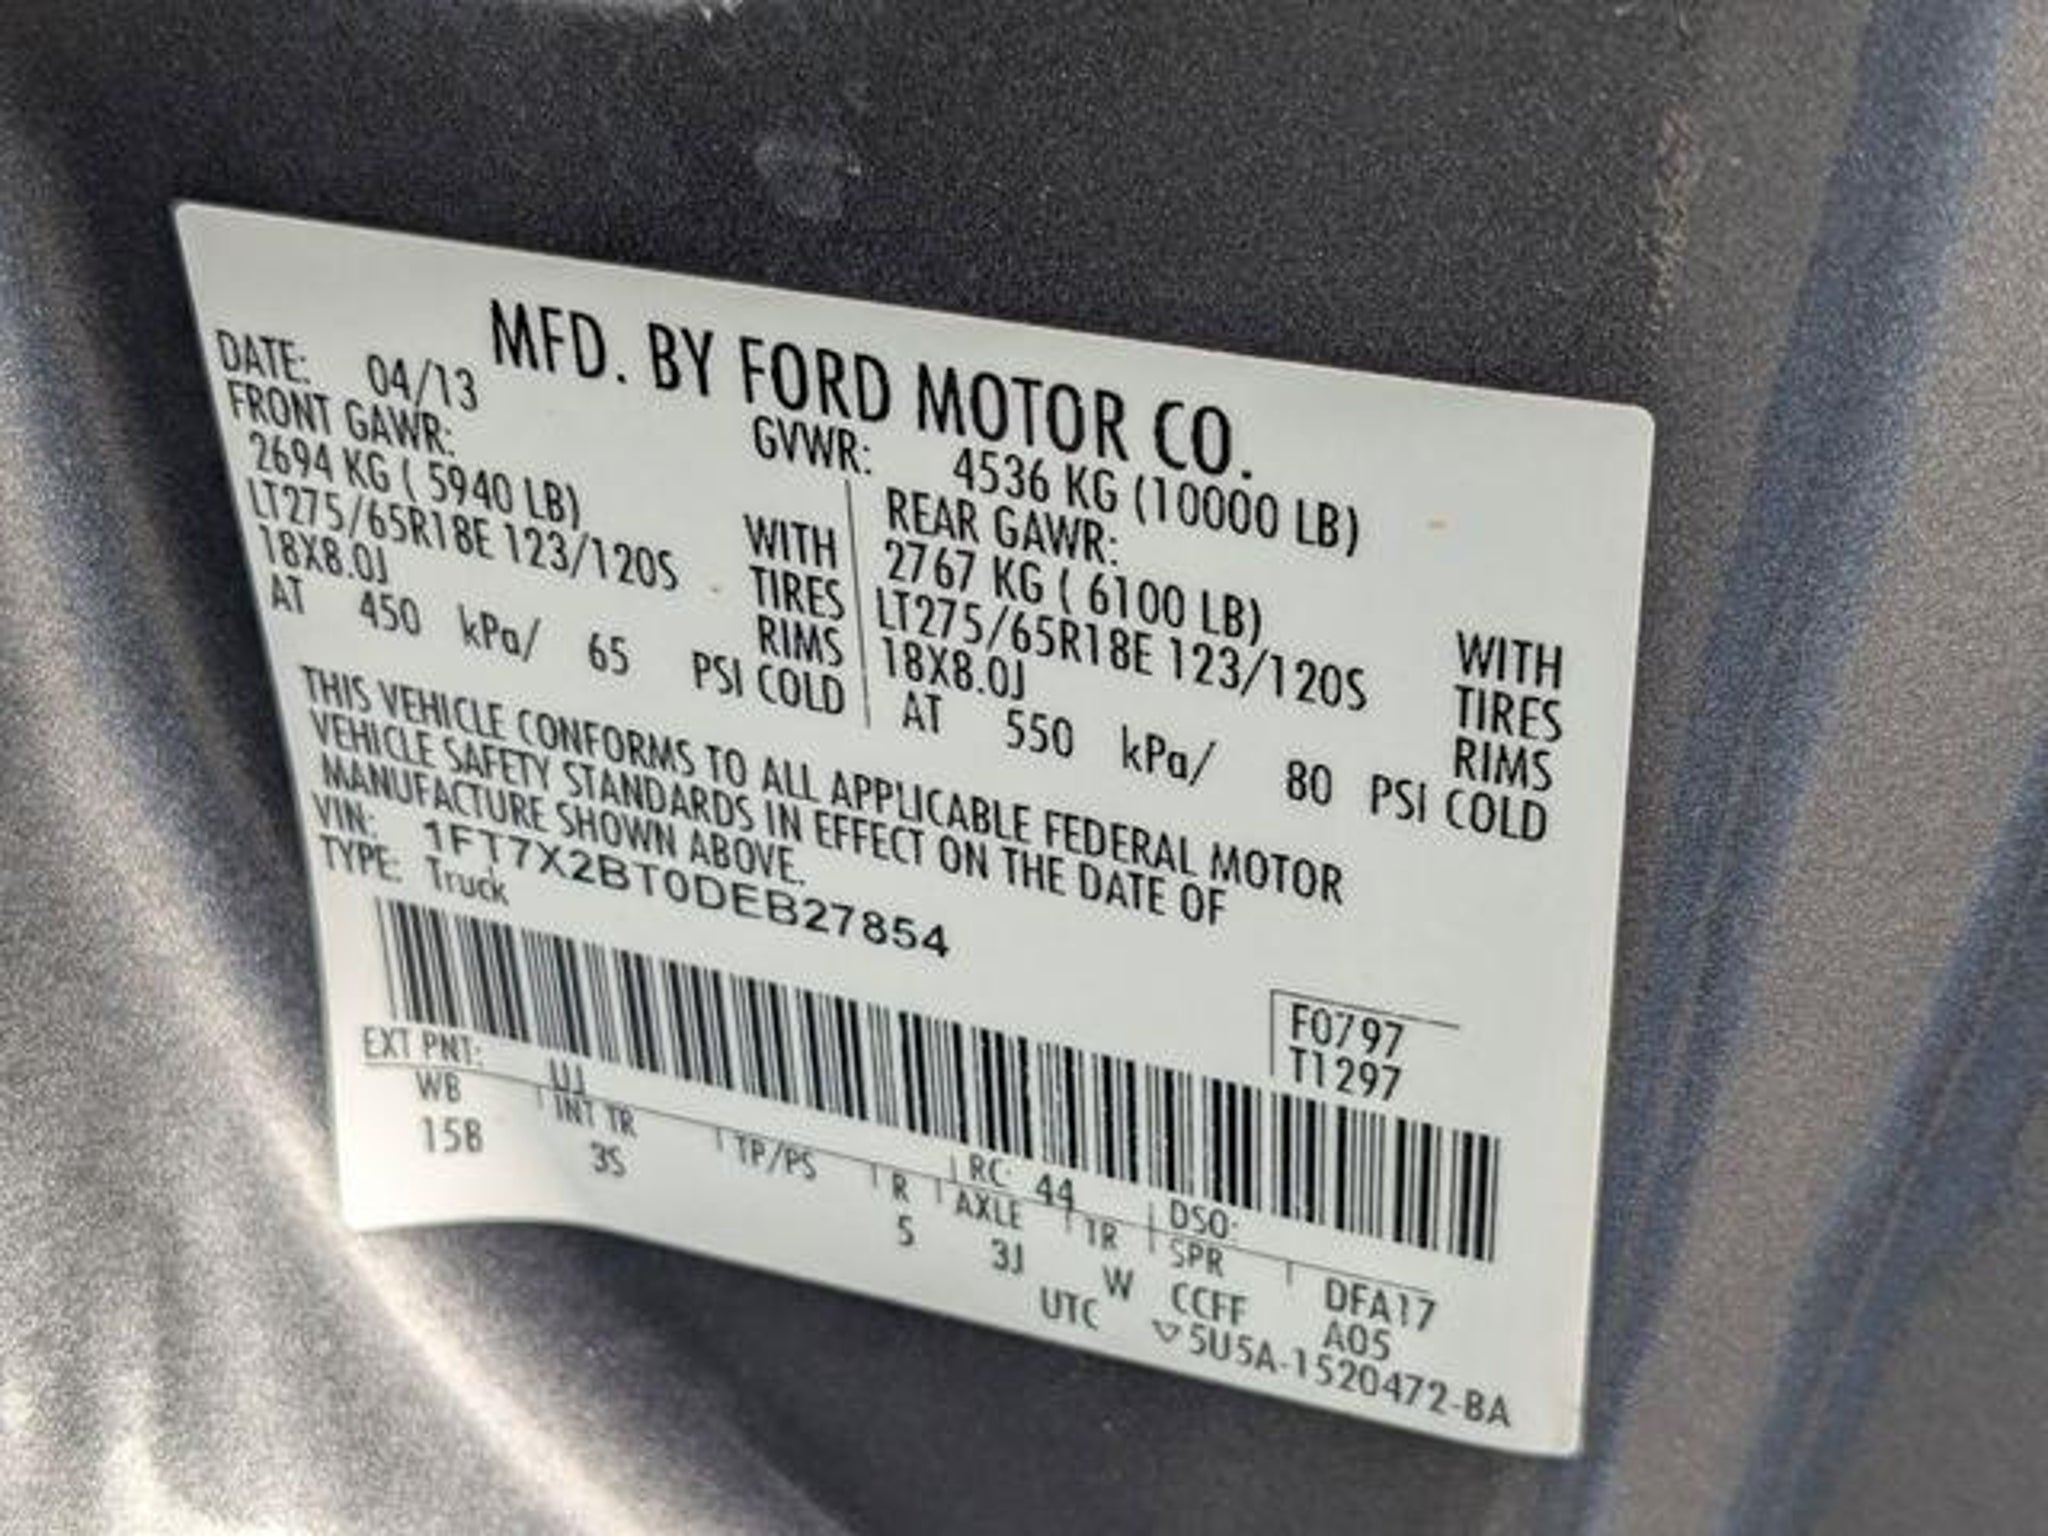 MFD. BY FORD MOTOR CO.
DATE: 04/13
GVWR: 4536 KG (10000 LB)
FRONT GAWR:
2694 KG ( 5940 LB) WITH
LT275/65R18E 123/120S TIRES
18X8.0J RIMS
AT 450 kPa/ 65 PSI COLD
REAR GAWR:
2767 KG ( 6100 LB) WITH
LT275/65R18E 123/120S TIRES
18X8.0J RIMS
AT 550 kPa/ 80 PSI COLD
THIS VEHICLE CONFORMS TO ALL APPLICABLE FEDERAL MOTOR
VEHICLE SAFETY STANDARDS IN EFFECT ON THE DATE OF
MANUFACTURE SHOWN ABOVE.
VIN: 1FT7X2BT0DEB27854
TYPE: Truck
F0797
T1297
EXT PNT: UJ RC: 44 DSO:
WB INT TR TP/PS R AXLE TR SPR DFA17
15B 3S 5 3J W CCFF A05
UTC ▽5U5A-1520472-BA